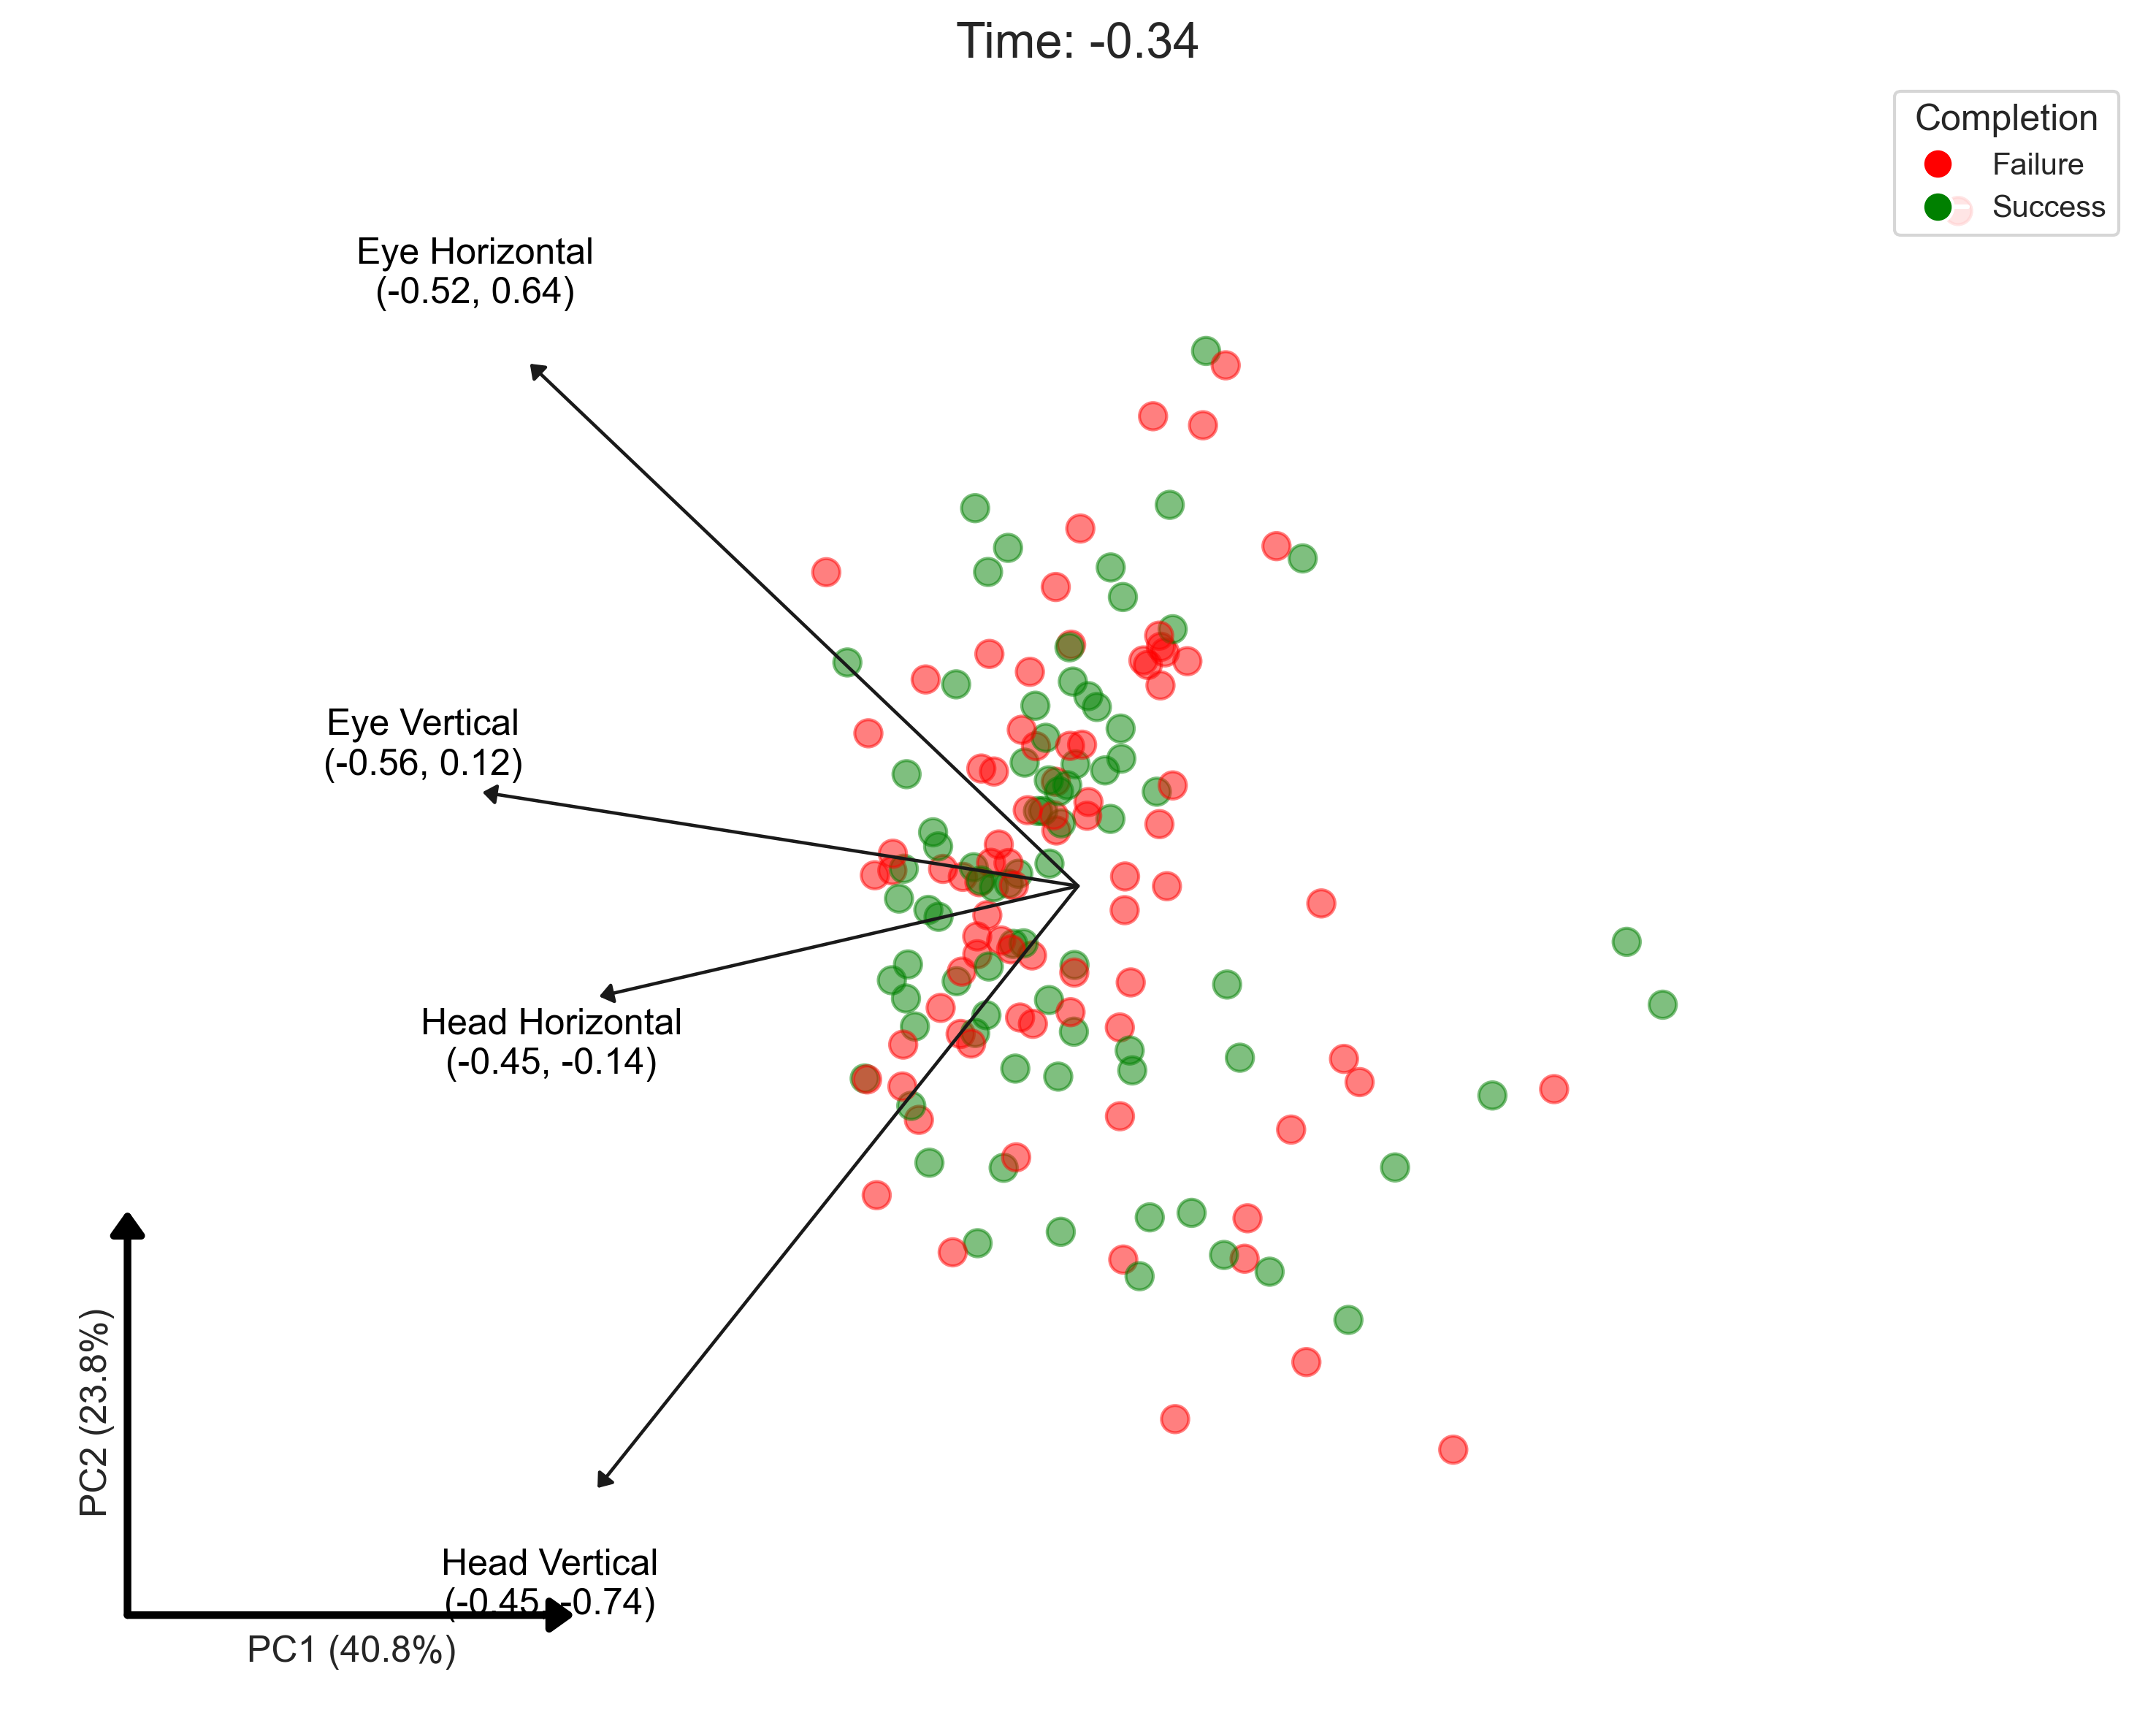 Time: -0.34
Completion
Failure
Success
Eye Horizontal
(-0.52, 0.64)
Eye Vertical
(-0.56, 0.12)
Head Horizontal
(-0.45, -0.14)
Head Vertical
(-0.45, -0.74)
PC2 (23.8%)
PC1 (40.8%)